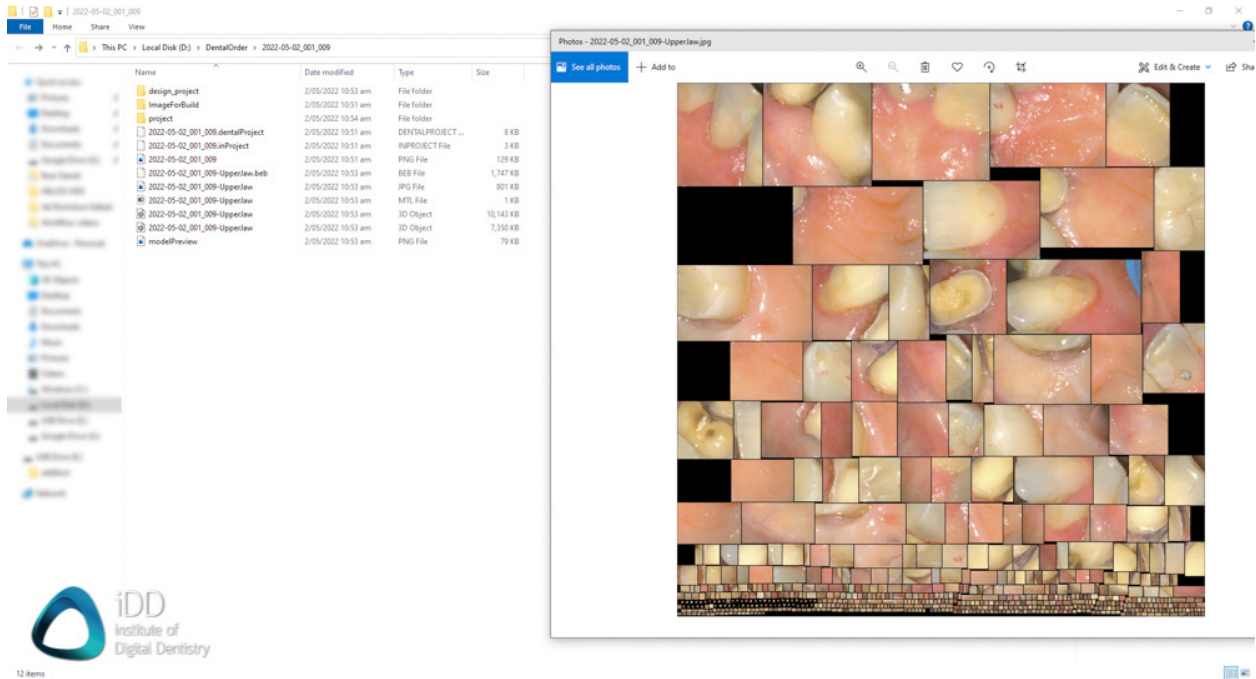 2022-05-02_001_009
File Home Share View
This PC > Local Disk (D:) > DentalOrder > 2022-05-02_001_009
Name Date modified Type Size
design_project 2/05/2022 10:53 am File folder
ImageForBuild 2/05/2022 10:53 am File folder
project 2/05/2022 10:54 am File folder
2022-05-02_001_009.dentalProject 2/05/2022 10:51 am DENTALPROJECT ... 8 KB
2022-05-02_001_009.inProject 2/05/2022 10:51 am INPROJECT File 3 KB
2022-05-02_001_009 2/05/2022 10:51 am PNG File 129 KB
2022-05-02_001_009-UpperJaw.beb 2/05/2022 10:53 am BEB File 1,747 KB
2022-05-02_001_009-UpperJaw 2/05/2022 10:53 am JPG File 801 KB
2022-05-02_001_009-UpperJaw 2/05/2022 10:53 am MTL File 1 KB
2022-05-02_001_009-UpperJaw 2/05/2022 10:53 am 3D Object 10,143 KB
2022-05-02_001_009-UpperJaw 2/05/2022 10:53 am 3D Object 7,350 KB
modelPreview 2/05/2022 10:53 am PNG File 79 KB
Photos - 2022-05-02_001_009-UpperJaw.jpg
See all photos Add to Edit & Create Sha
iDD
institute of
Digital Dentistry
12 items